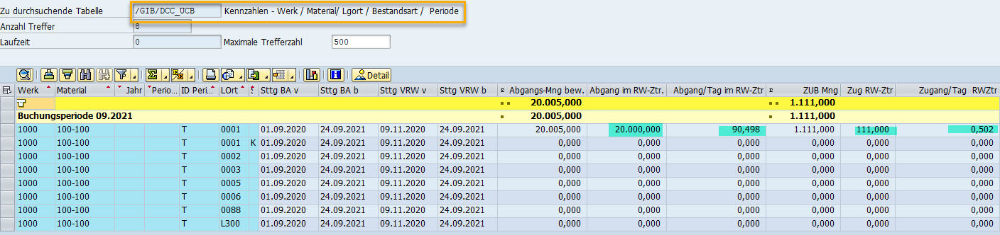 Zu durchsuchende Tabelle /GIB/DCC_UCB Kennzahlen - Werk / Material/ Lgort / Bestandsart / Periode
Anzahl Treffer 8
Laufzeit 0 Maximale Trefferzahl 500
Detail
Werk Material Jahr Perio... ID Peri... LOrt : Sttg BA v Sttg BA b Sttg VRW v Sttg VRW b Abgangs-Mng bew. Abgang im RW-Ztr. Abgang/Tag im RW-Ztr ZUB Mng Zug RW-Ztr Zugang/Tag RWZtr
20.005,000 1.111,000
Buchungsperiode 09.2021 20.005,000 1.111,000
1000 100-100 T 0001 01.09.2020 24.09.2021 09.11.2020 24.09.2021 20.005,000 20.000,000 90,498 1.111,000 111,000 0,502
1000 100-100 T 0001 K 01.09.2020 24.09.2021 09.11.2020 24.09.2021 0,000 0,000 0,000 0,000 0,000 0,000
1000 100-100 T 0002 01.09.2020 24.09.2021 09.11.2020 24.09.2021 0,000 0,000 0,000 0,000 0,000 0,000
1000 100-100 T 0003 01.09.2020 24.09.2021 09.11.2020 24.09.2021 0,000 0,000 0,000 0,000 0,000 0,000
1000 100-100 T 0005 01.09.2020 24.09.2021 09.11.2020 24.09.2021 0,000 0,000 0,000 0,000 0,000 0,000
1000 100-100 T 0006 01.09.2020 24.09.2021 09.11.2020 24.09.2021 0,000 0,000 0,000 0,000 0,000 0,000
1000 100-100 T 0088 01.09.2020 24.09.2021 09.11.2020 24.09.2021 0,000 0,000 0,000 0,000 0,000 0,000
1000 100-100 T L300 01.09.2020 24.09.2021 09.11.2020 24.09.2021 0,000 0,000 0,000 0,000 0,000 0,000